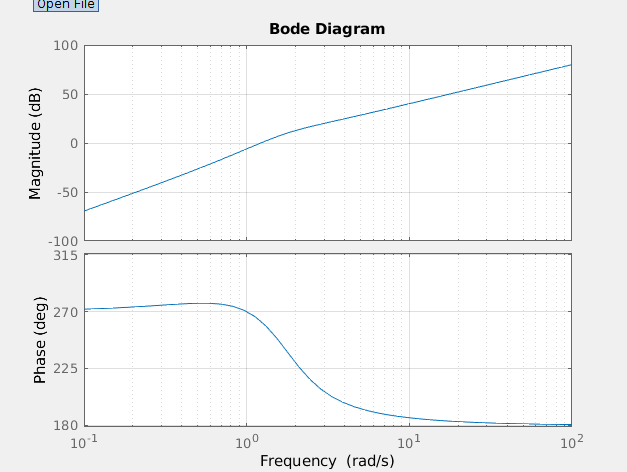 Open File
Bode Diagram
100
50
0
-50
-100
Magnitude (dB)
315
270
225
180
Phase (deg)
10^-1 10^0 10^1 10^2
Frequency (rad/s)